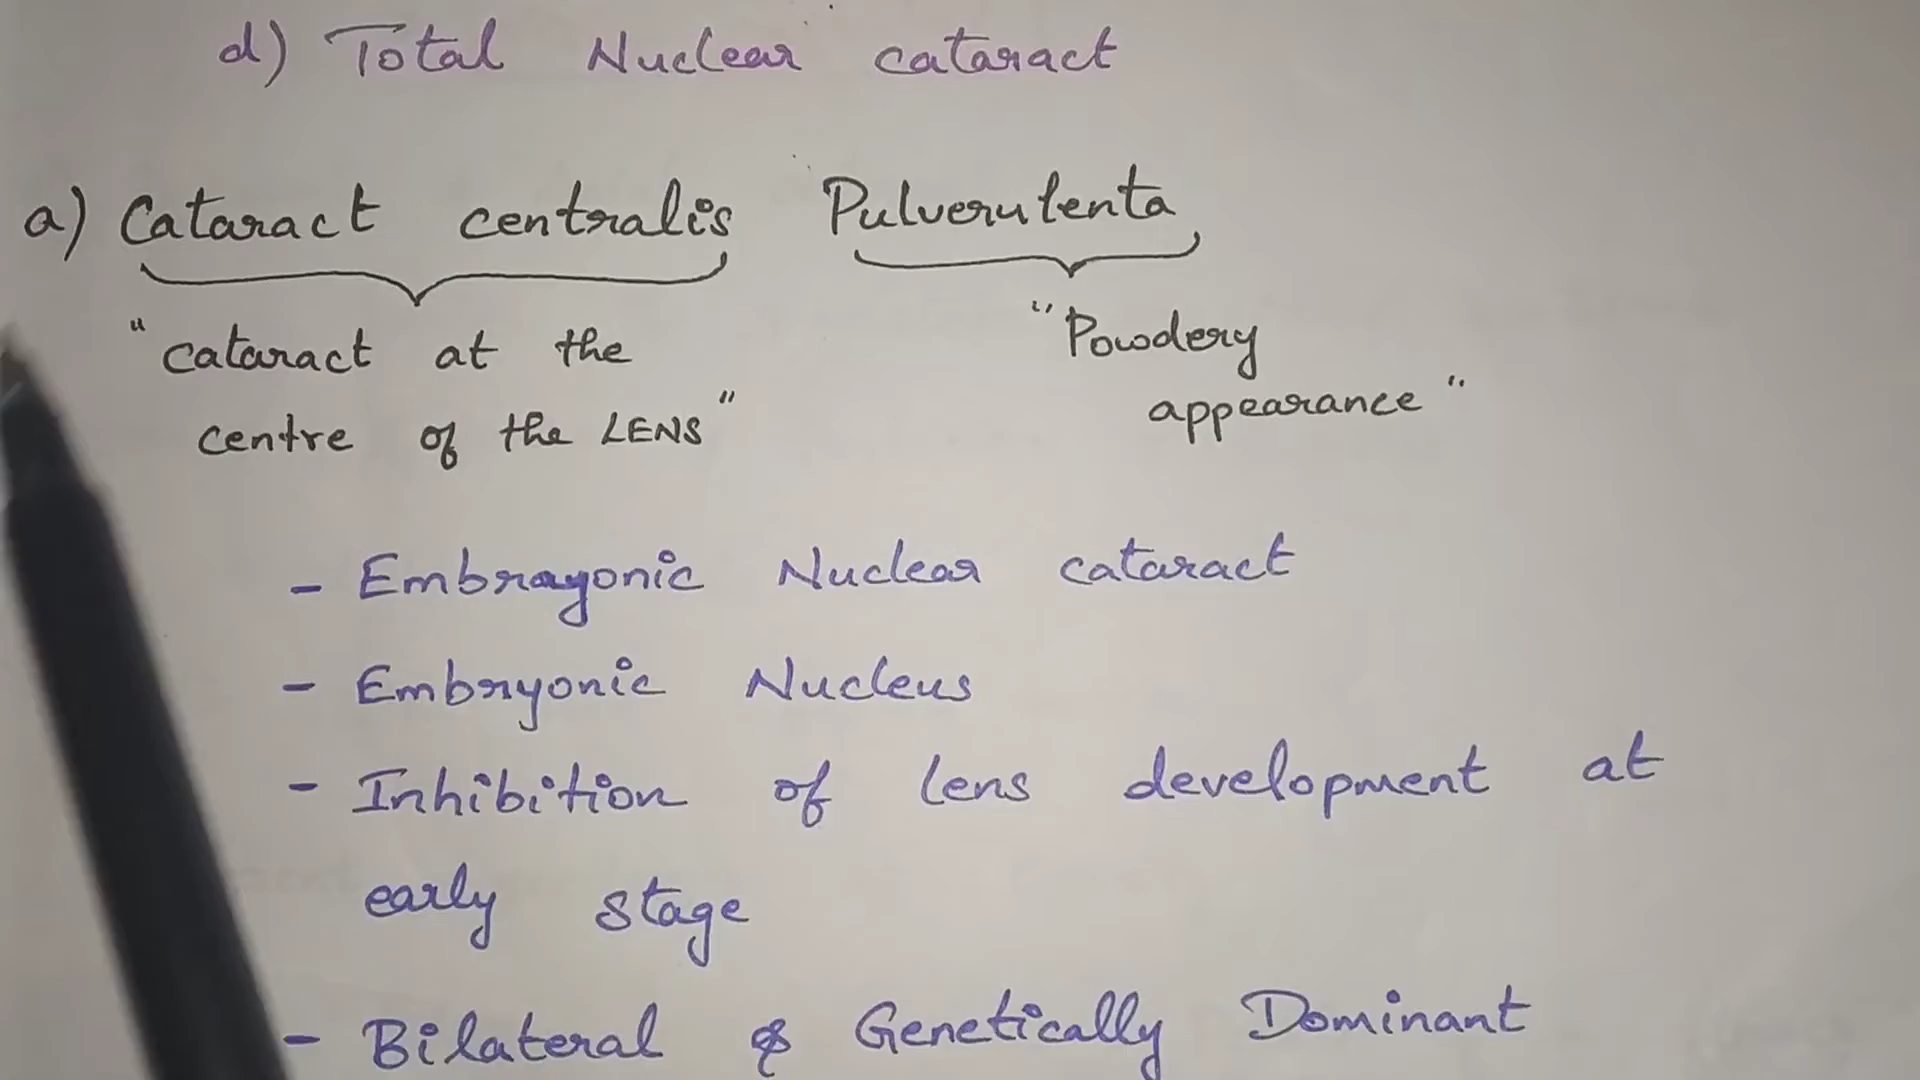 d) Total Nuclear cataract
a) Cataract centralis Pulverulenta
"cataract at the
centre of the LENS"
"Powdery
appearance"
- Embrayonic Nuclear cataract
- Embryonic Nucleus
- Inhibition of lens development at
early stage
- Bilateral & Genetically Dominant